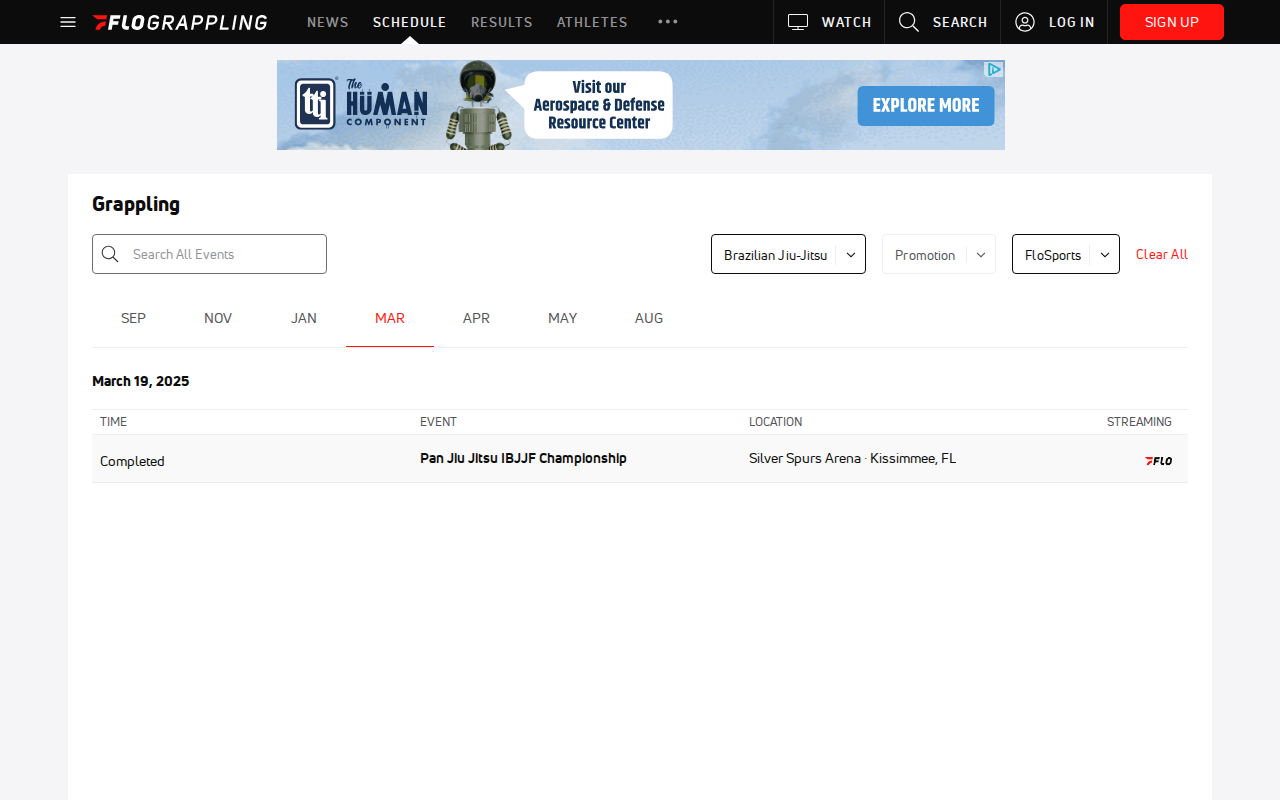 FLOGRAPPLING NEWS SCHEDULE RESULTS ATHLETES WATCH SEARCH LOG IN SIGN UP
tti The HUMAN COMPONENT
Visit our
Aerospace & Defense
Resource Center
EXPLORE MORE
Grappling
Search All Events Brazilian Jiu-Jitsu Promotion FloSports Clear All
SEP NOV JAN MAR APR MAY AUG
March 19, 2025
TIME EVENT LOCATION STREAMING
Completed Pan Jiu Jitsu IBJJF Championship Silver Spurs Arena · Kissimmee, FL FLO